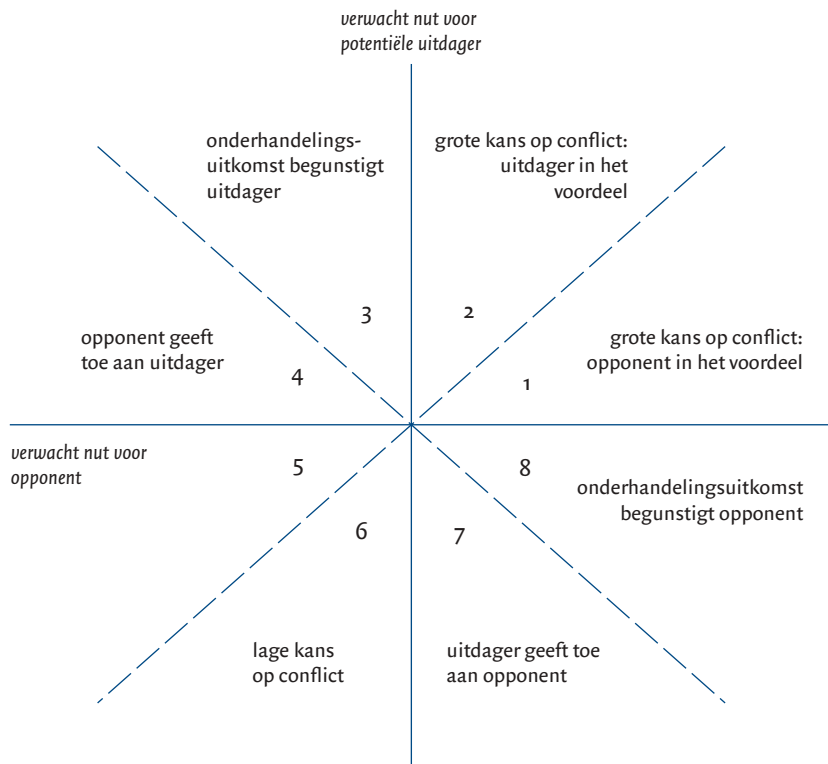 verwacht nut voor
potentiële uitdager
onderhandelings-
uitkomst begunstigt
uitdager
grote kans op conflict:
uitdager in het
voordeel
3
2
opponent geeft
toe aan uitdager
4
grote kans op conflict:
opponent in het voordeel
1
verwacht nut voor
opponent
5
8
onderhandelingsuitkomst
begunstigt opponent
6
7
lage kans
op conflict
uitdager geeft toe
aan opponent